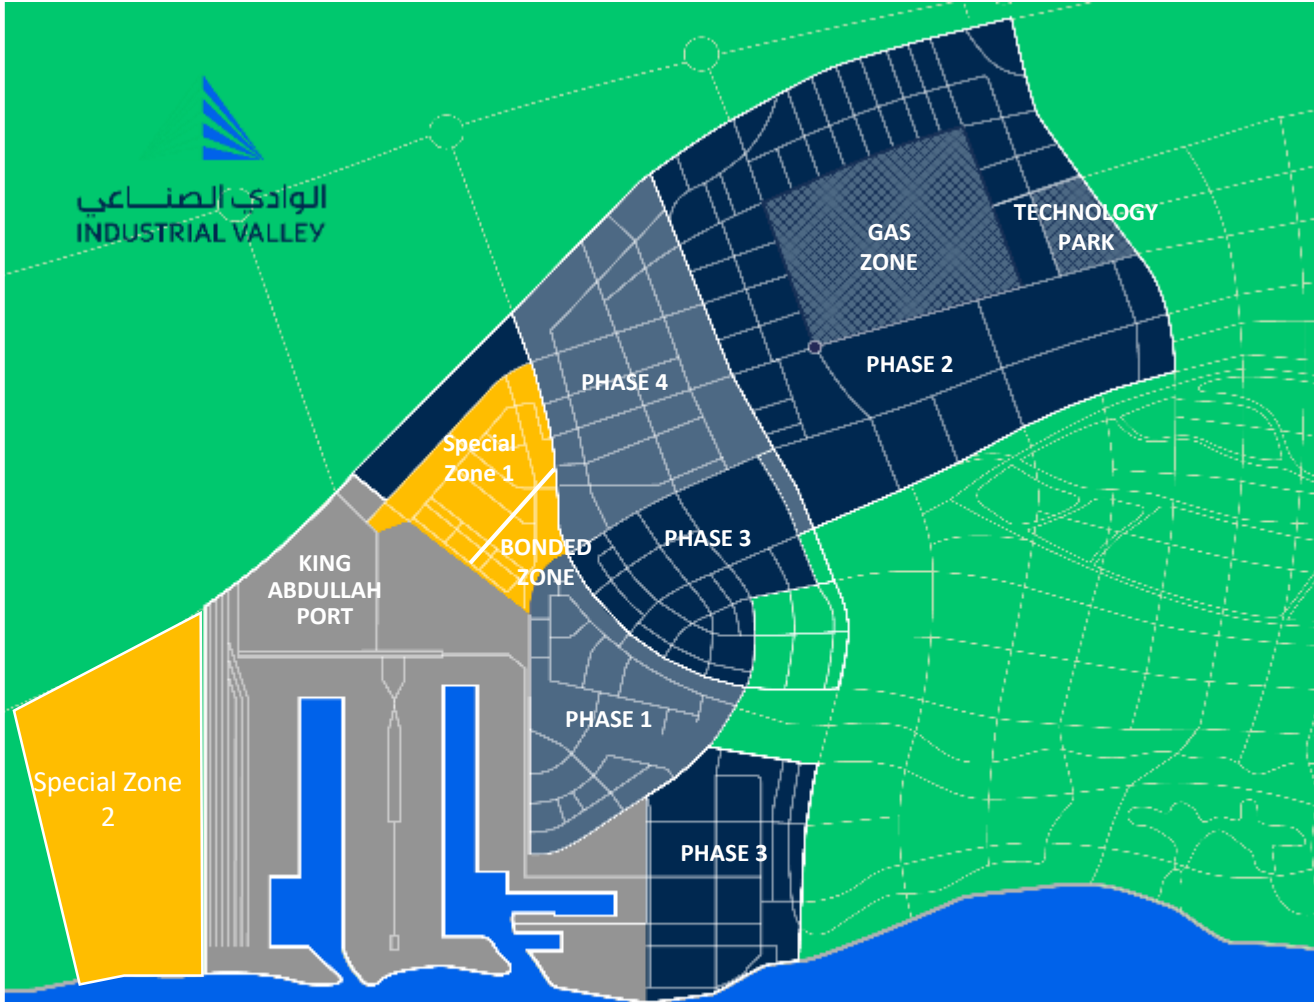 الوادي الصناعي
INDUSTRIAL VALLEY
TECHNOLOGY
PARK
GAS
ZONE
PHASE 2
PHASE 4
Special
Zone 1
BONDED
ZONE
PHASE 3
KING
ABDULLAH
PORT
PHASE 1
Special Zone
2
PHASE 3